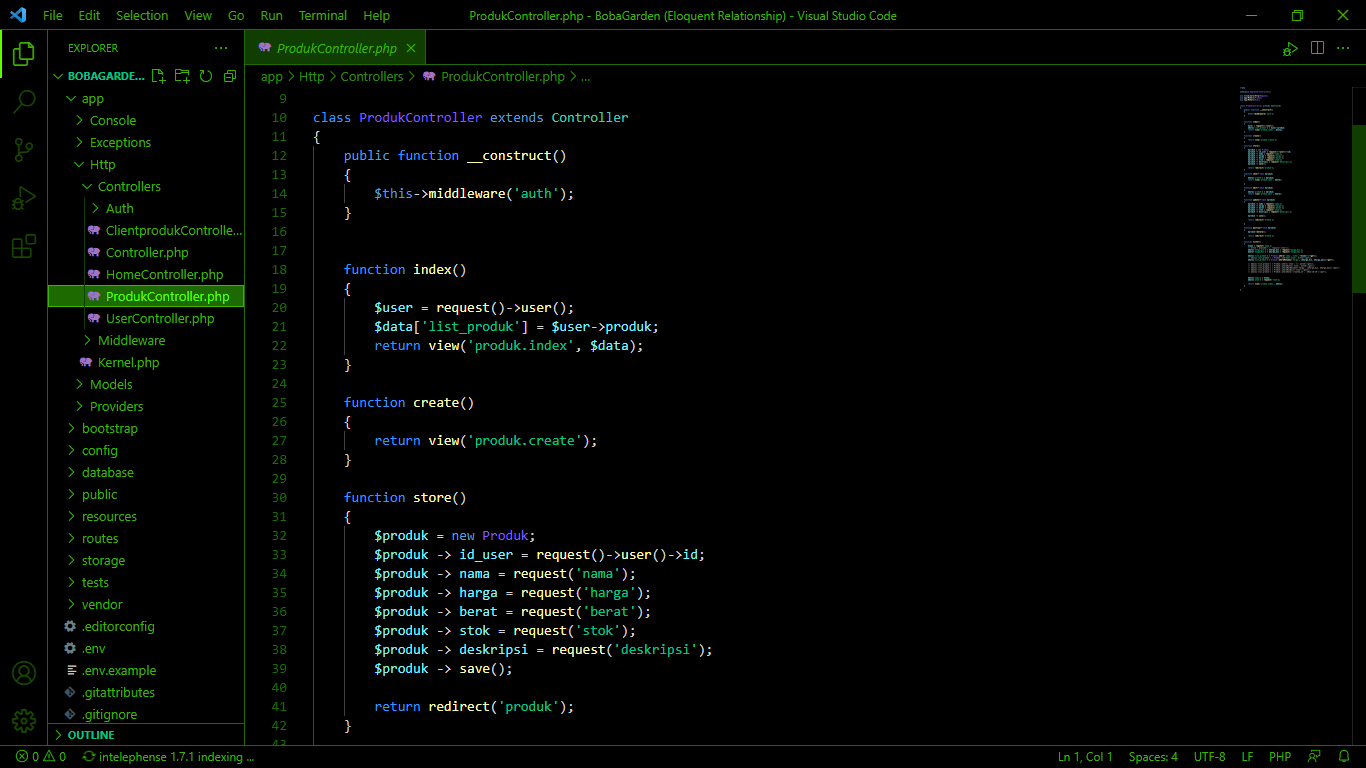 File Edit Selection View Go Run Terminal Help ProdukController.php - BobaGarden (Eloquent Relationship) - Visual Studio Code
EXPLORER
ProdukController.php
BOBAGARDE...
app > Http > Controllers > ProdukController.php > ...
app
Console
Exceptions
Http
Controllers
Auth
ClientprodukControlle...
Controller.php
HomeController.php
ProdukController.php
UserController.php
Middleware
Kernel.php
Models
Providers
bootstrap
config
database
public
resources
routes
storage
tests
vendor
.editorconfig
.env
.env.example
.gitattributes
.gitignore
OUTLINE
9
10 class ProdukController extends Controller
11 {
12 public function __construct()
13 {
14 $this->middleware('auth');
15 }
16
17
18 function index()
19 {
20 $user = request()->user();
21 $data['list_produk'] = $user->produk;
22 return view('produk.index', $data);
23 }
24
25 function create()
26 {
27 return view('produk.create');
28 }
29
30 function store()
31 {
32 $produk = new Produk;
33 $produk -> id_user = request()->user()->id;
34 $produk -> nama = request('nama');
35 $produk -> harga = request('harga');
36 $produk -> berat = request('berat');
37 $produk -> stok = request('stok');
38 $produk -> deskripsi = request('deskripsi');
39 $produk -> save();
40
41 return redirect('produk');
42 }
43
0 0 intelephense 1.7.1 indexing ... Ln 1, Col 1 Spaces: 4 UTF-8 LF PHP